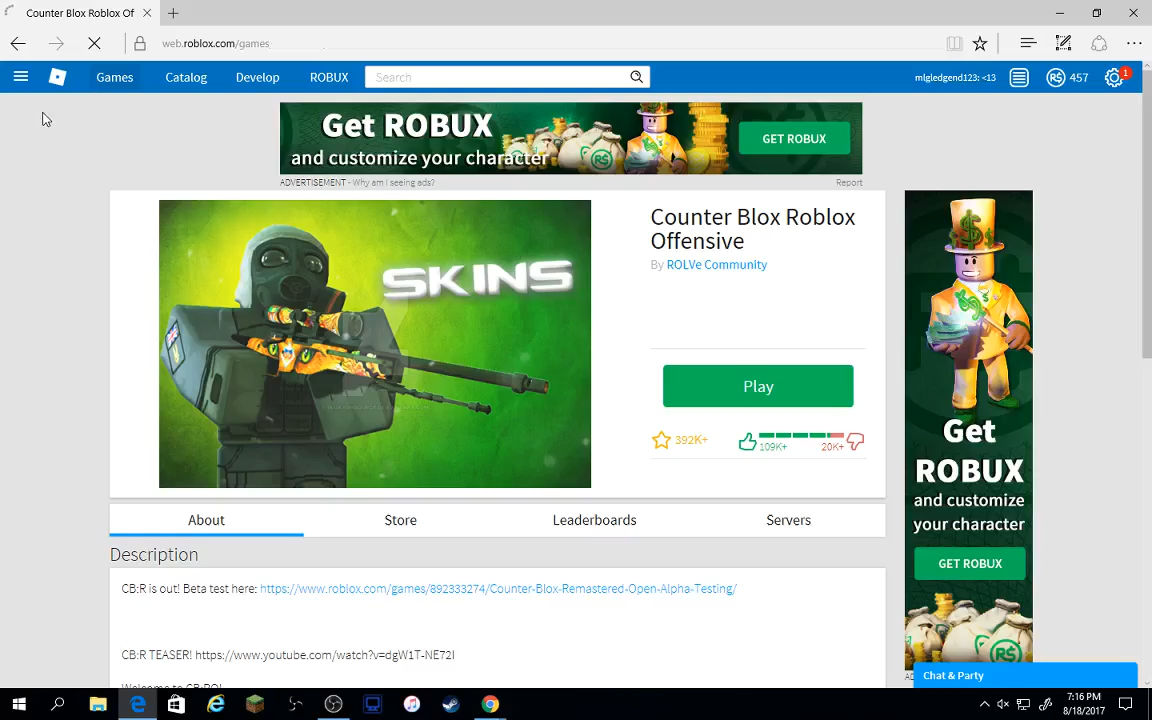 Counter Blox Roblox Of
web.roblox.com/games
Games Catalog Develop ROBUX Search mlgledgend123: <13 R$ 457 1
Get ROBUX
and customize your character
GET ROBUX
ADVERTISEMENT - Why am I seeing ads? Report
SKINS
Counter Blox Roblox
Offensive
By ROLVe Community
Play
392K+ 109K+ 20K+
Get
ROBUX
and customize
your character
GET ROBUX
About Store Leaderboards Servers
Description
CB:R is out! Beta test here: https://www.roblox.com/games/892333274/Counter-Blox-Remastered-Open-Alpha-Testing/
CB:R TEASER! https://www.youtube.com/watch?v=dgW1T-NE72I
Chat & Party
7:16 PM
8/18/2017